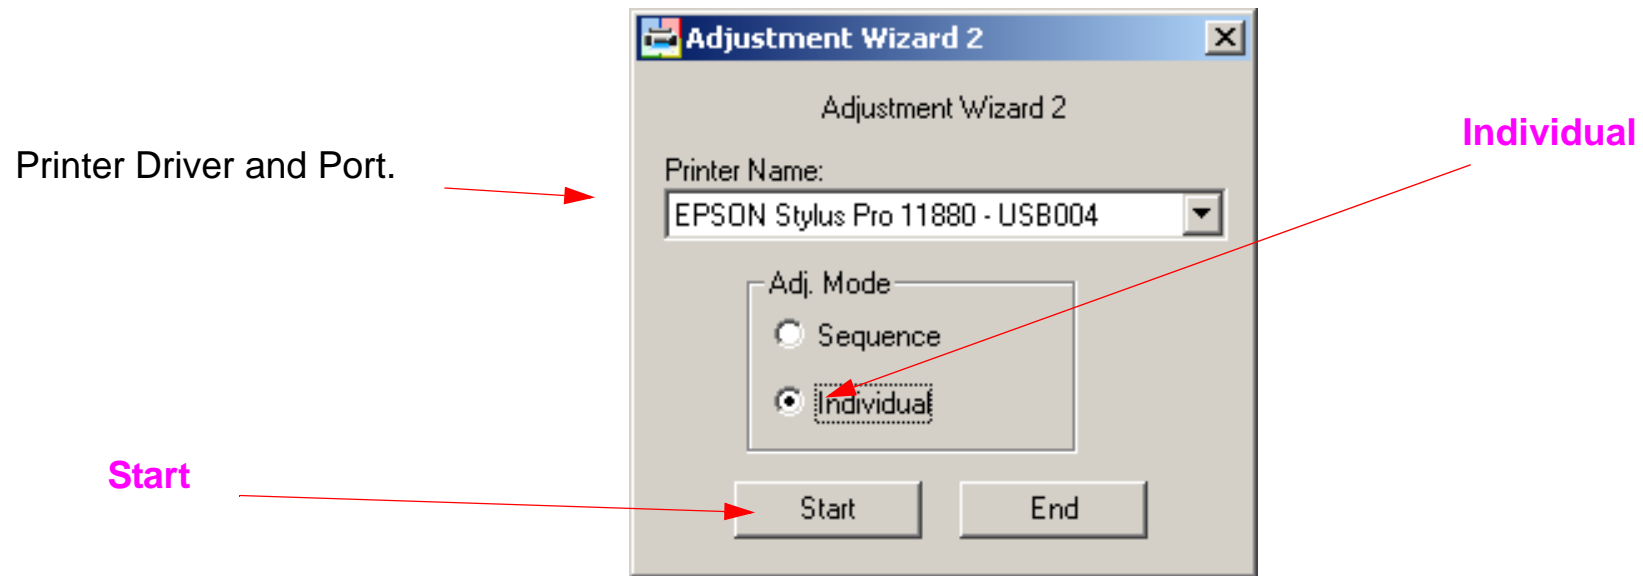 Adjustment Wizard 2
Adjustment Wizard 2
Individual
Printer Driver and Port.
Printer Name:
EPSON Stylus Pro 11880 - USB004
Adj. Mode
Sequence
Individual
Start
Start
End